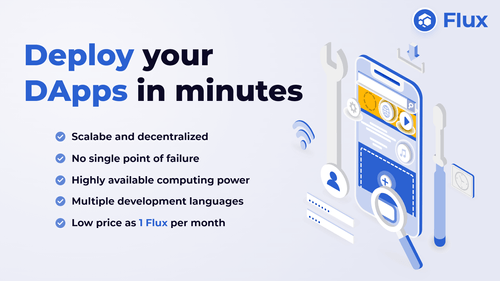 Flux
Deploy your
DApps in minutes
Scalabe and decentralized
No single point of failure
Highly available computing power
Multiple development languages
Low price as 1 Flux per month